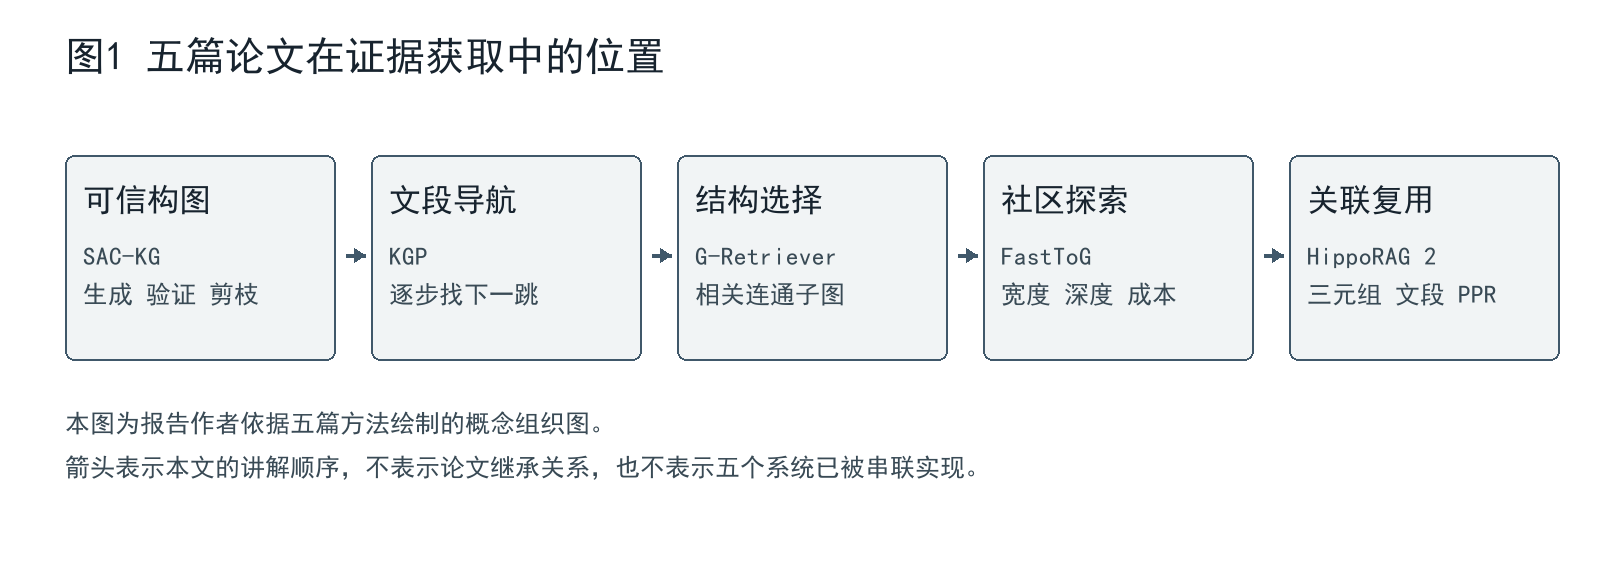 图1 五篇论文在证据获取中的位置
可信构图
SAC-KG
生成 验证 剪枝
文段导航
KGP
逐步找下一跳
结构选择
G-Retriever
相关连通子图
社区探索
FastToG
宽度 深度 成本
关联复用
HippoRAG 2
三元组 文段 PPR
本图为报告作者依据五篇方法绘制的概念组织图。
箭头表示本文的讲解顺序，不表示论文继承关系，也不表示五个系统已被串联实现。